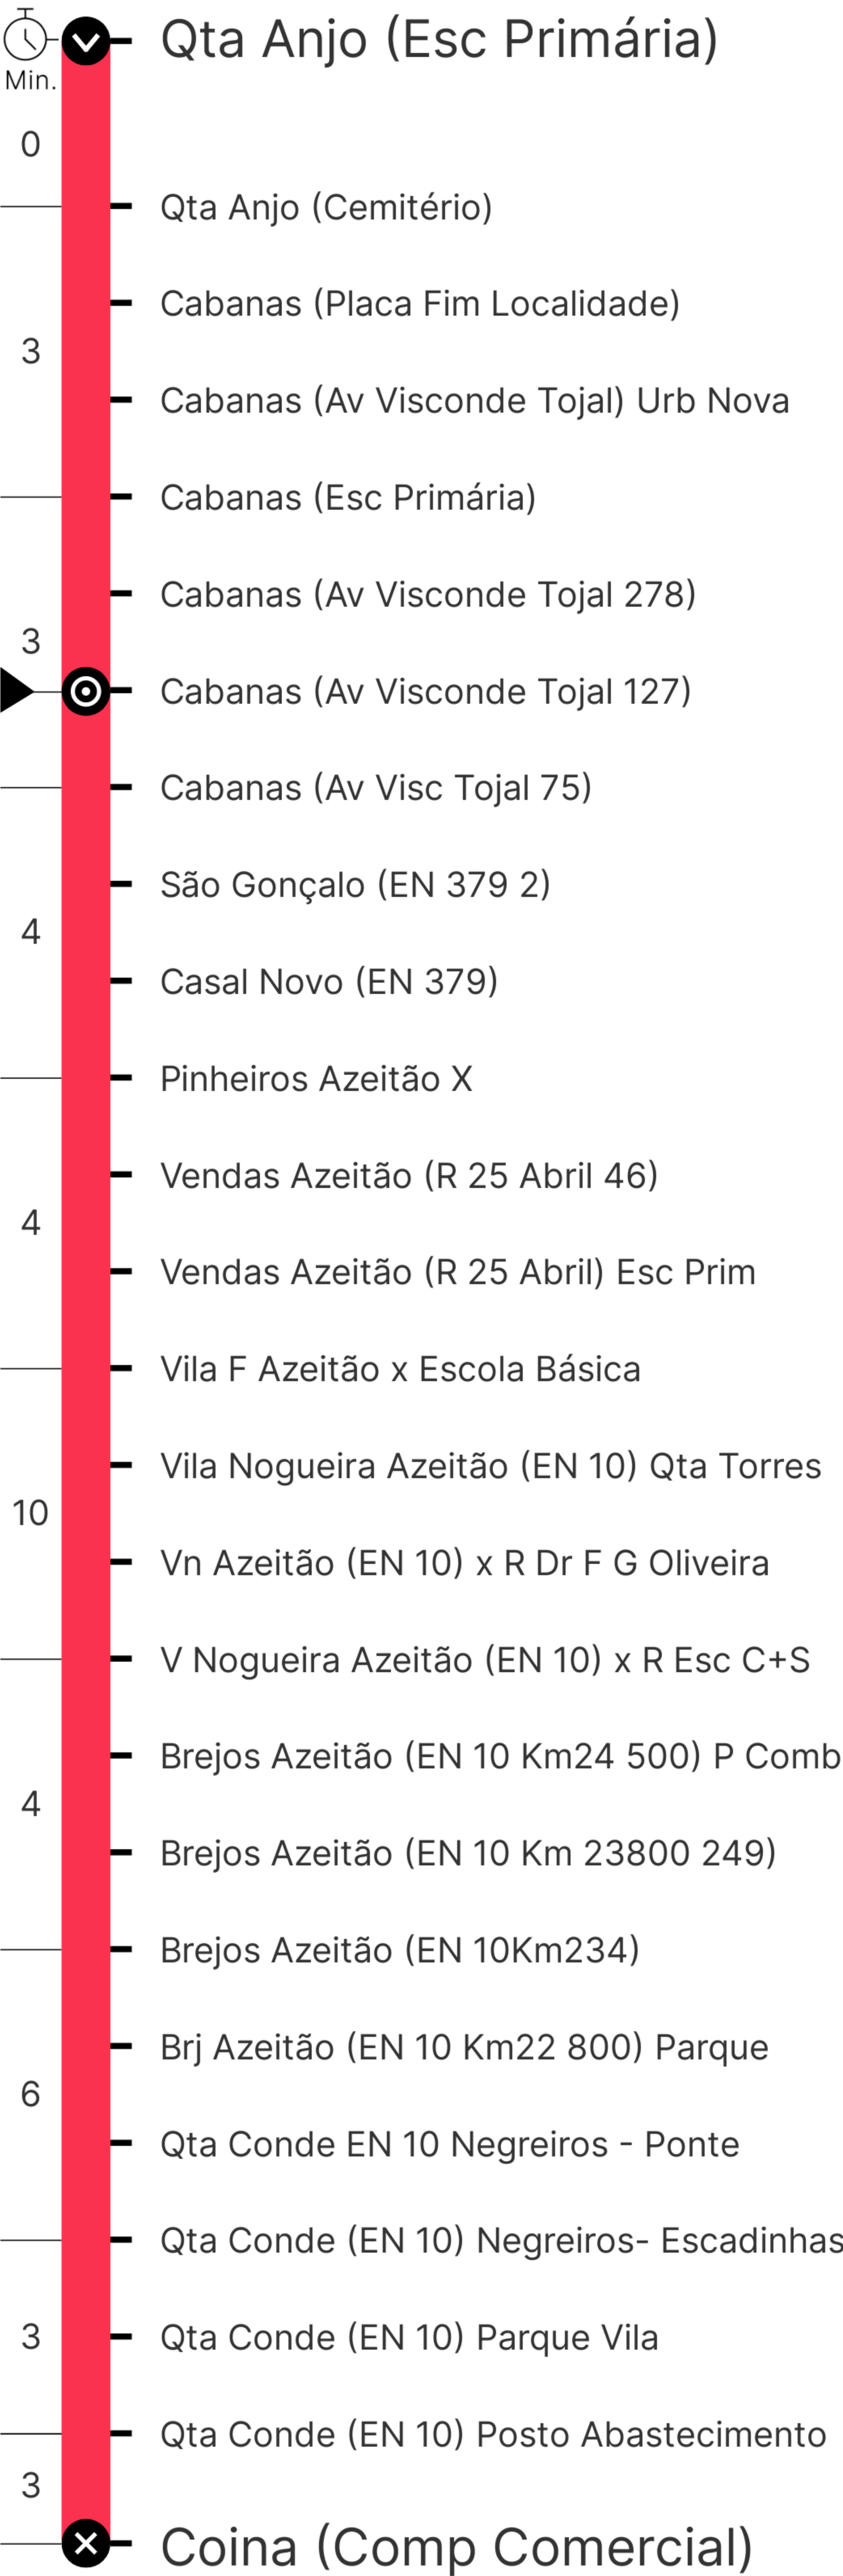 Qta Anjo (Esc Primária)
Min.
0
Qta Anjo (Cemitério)
Cabanas (Placa Fim Localidade)
3
Cabanas (Av Visconde Tojal) Urb Nova
Cabanas (Esc Primária)
Cabanas (Av Visconde Tojal 278)
3
Cabanas (Av Visconde Tojal 127)
Cabanas (Av Visc Tojal 75)
São Gonçalo (EN 379 2)
4
Casal Novo (EN 379)
Pinheiros Azeitão X
Vendas Azeitão (R 25 Abril 46)
4
Vendas Azeitão (R 25 Abril) Esc Prim
Vila F Azeitão x Escola Básica
Vila Nogueira Azeitão (EN 10) Qta Torres
10
Vn Azeitão (EN 10) x R Dr F G Oliveira
V Nogueira Azeitão (EN 10) x R Esc C+S
Brejos Azeitão (EN 10 Km24 500) P Comb
4
Brejos Azeitão (EN 10 Km 23800 249)
Brejos Azeitão (EN 10Km234)
Brj Azeitão (EN 10 Km22 800) Parque
6
Qta Conde EN 10 Negreiros - Ponte
Qta Conde (EN 10) Negreiros- Escadinhas
3
Qta Conde (EN 10) Parque Vila
Qta Conde (EN 10) Posto Abastecimento
3
Coina (Comp Comercial)